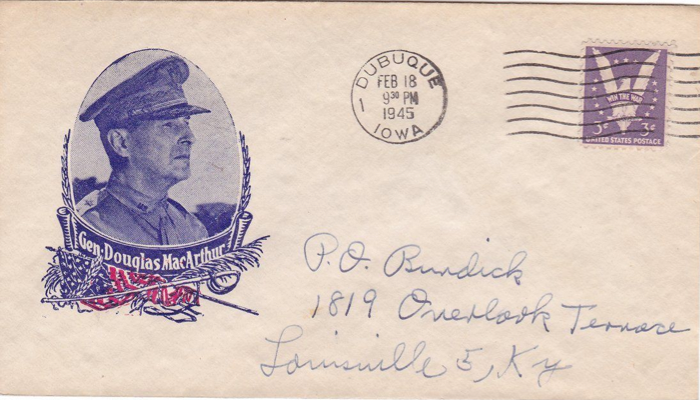 DUBUQUE
FEB 18
9 30 PM
1945
1
IOWA
WIN THE WAR
3¢ 3¢
UNITED STATES POSTAGE
Gen. Douglas MacArthur
P.O. Burdick
1819 Overlook Terrace
Louisville 5, Ky